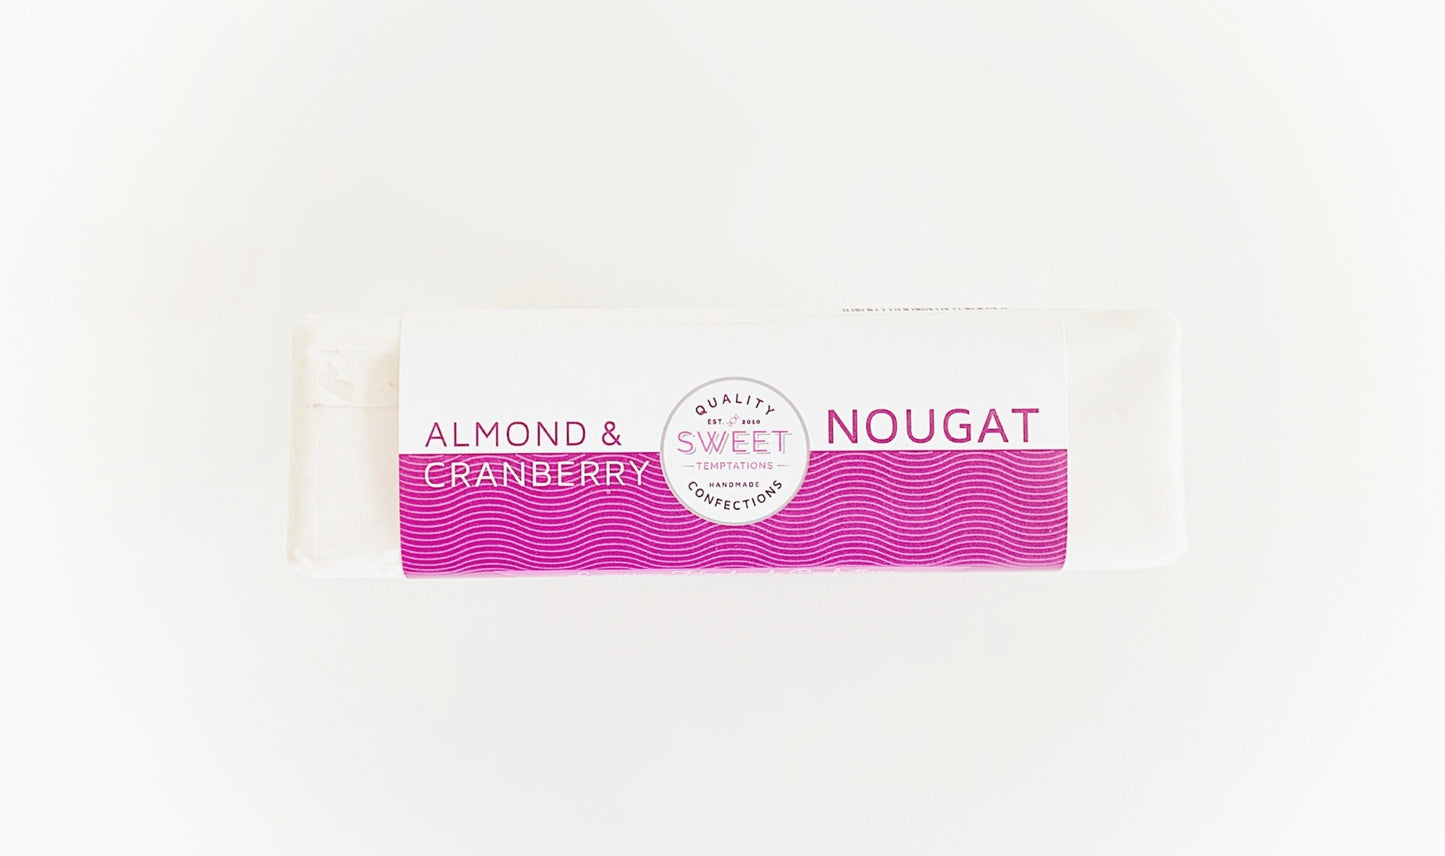 ALMOND &
CRANBERRY
QUALITY
EST. 2010
SWEET
TEMPTATIONS
HANDMADE
CONFECTIONS
NOUGAT